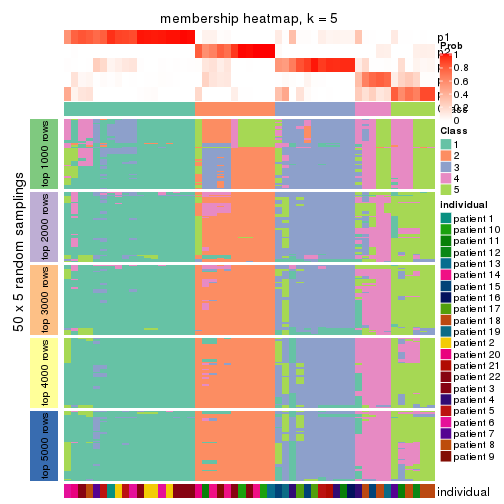 membership heatmap, k = 5
p1
Prob
p2
1
0.8
0.6
0.4
0.2
0
Class
1
2
3
4
5
individual
patient 1
patient 10
patient 11
patient 12
patient 13
patient 14
patient 15
patient 16
patient 17
patient 18
patient 19
patient 2
patient 20
patient 21
patient 22
patient 3
patient 4
patient 5
patient 6
patient 7
patient 8
patient 9
50 x 5 random samplings
top 1000 rows
top 2000 rows
top 3000 rows
top 4000 rows
top 5000 rows
individual